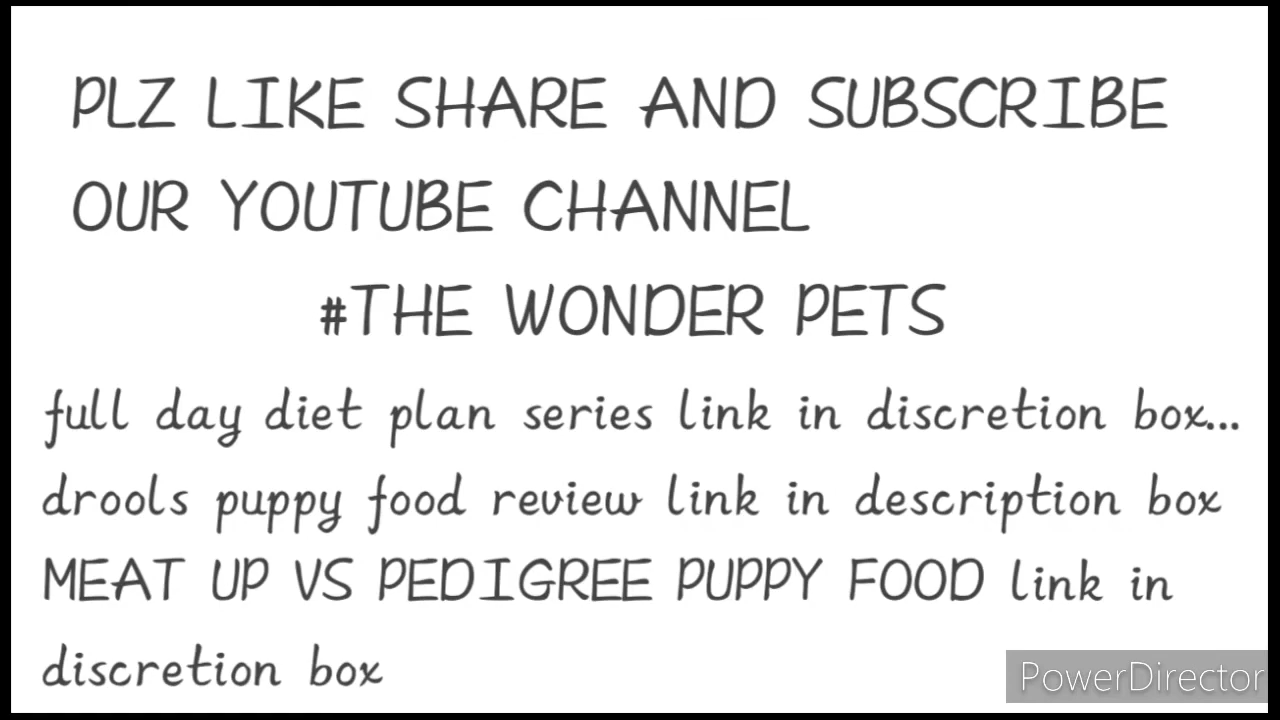 PLZ LIKE SHARE AND SUBSCRIBE
OUR YOUTUBE CHANNEL
#THE WONDER PETS
full day diet plan series link in discretion box...
drools puppy food review link in description box
MEAT UP VS PEDIGREE PUPPY FOOD link in
discretion box
PowerDirector